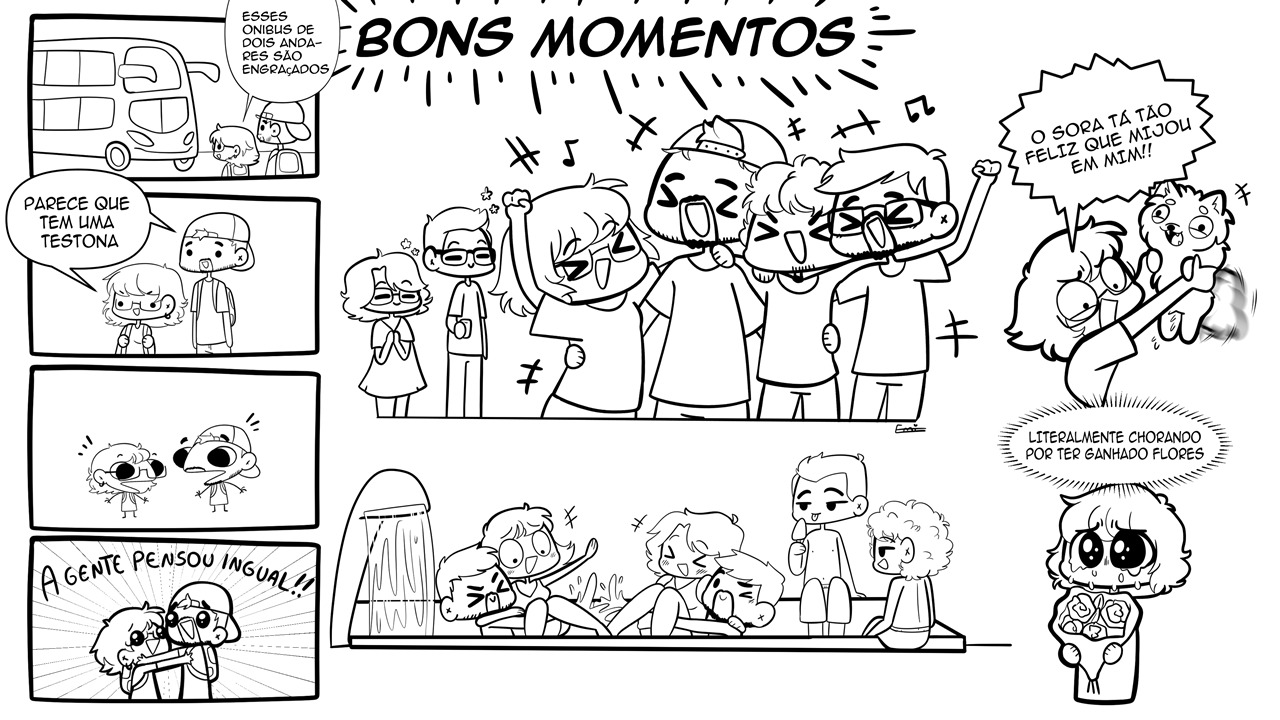 ESSES
ONIBUS DE
DOIS ANDA-
RES SÃO
ENGRAçADOS
PARECE QUE
TEM UMA
TESTONA
A GENTE PENSOU INGUAL!!
BONS MOMENTOS
O SORA TÁ TÃO
FELIZ QUE MIJOU
EM MIM!!
LITERALMENTE CHORANDO
POR TER GANHADO FLORES